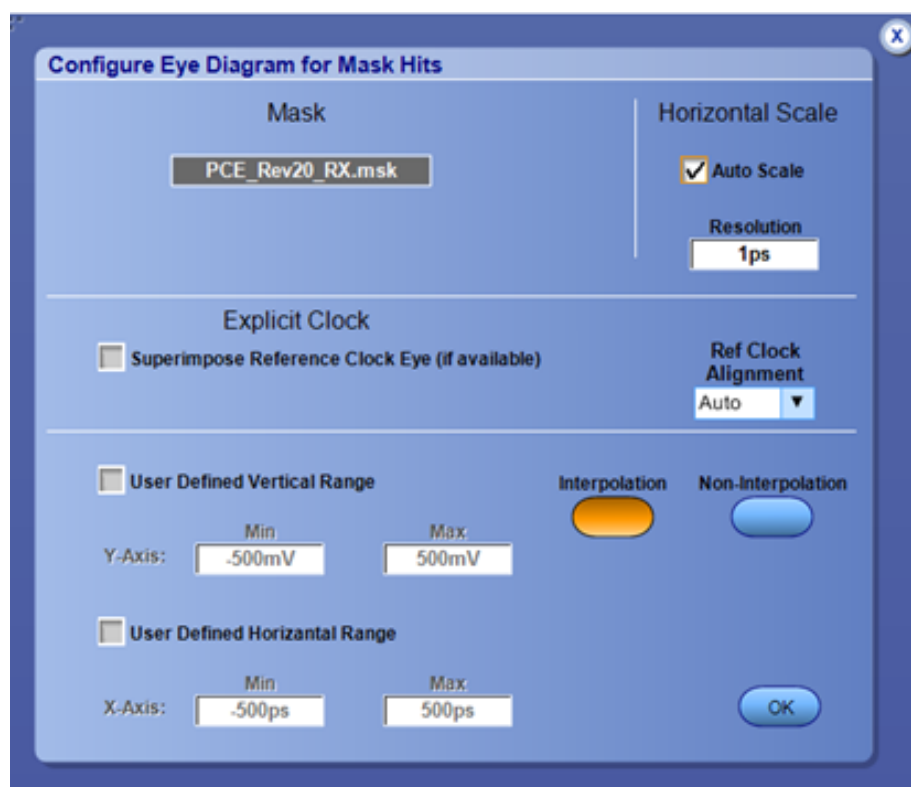 X
Configure Eye Diagram for Mask Hits
Mask
Horizontal Scale
PCE_Rev20_RX.msk
Auto Scale
Resolution
1ps
Explicit Clock
Superimpose Reference Clock Eye (if available)
Ref Clock
Alignment
Auto
User Defined Vertical Range
Interpolation
Non-Interpolation
Min
Max
Y-Axis:
-500mV
500mV
User Defined Horizantal Range
Min
Max
X-Axis:
-500ps
500ps
OK